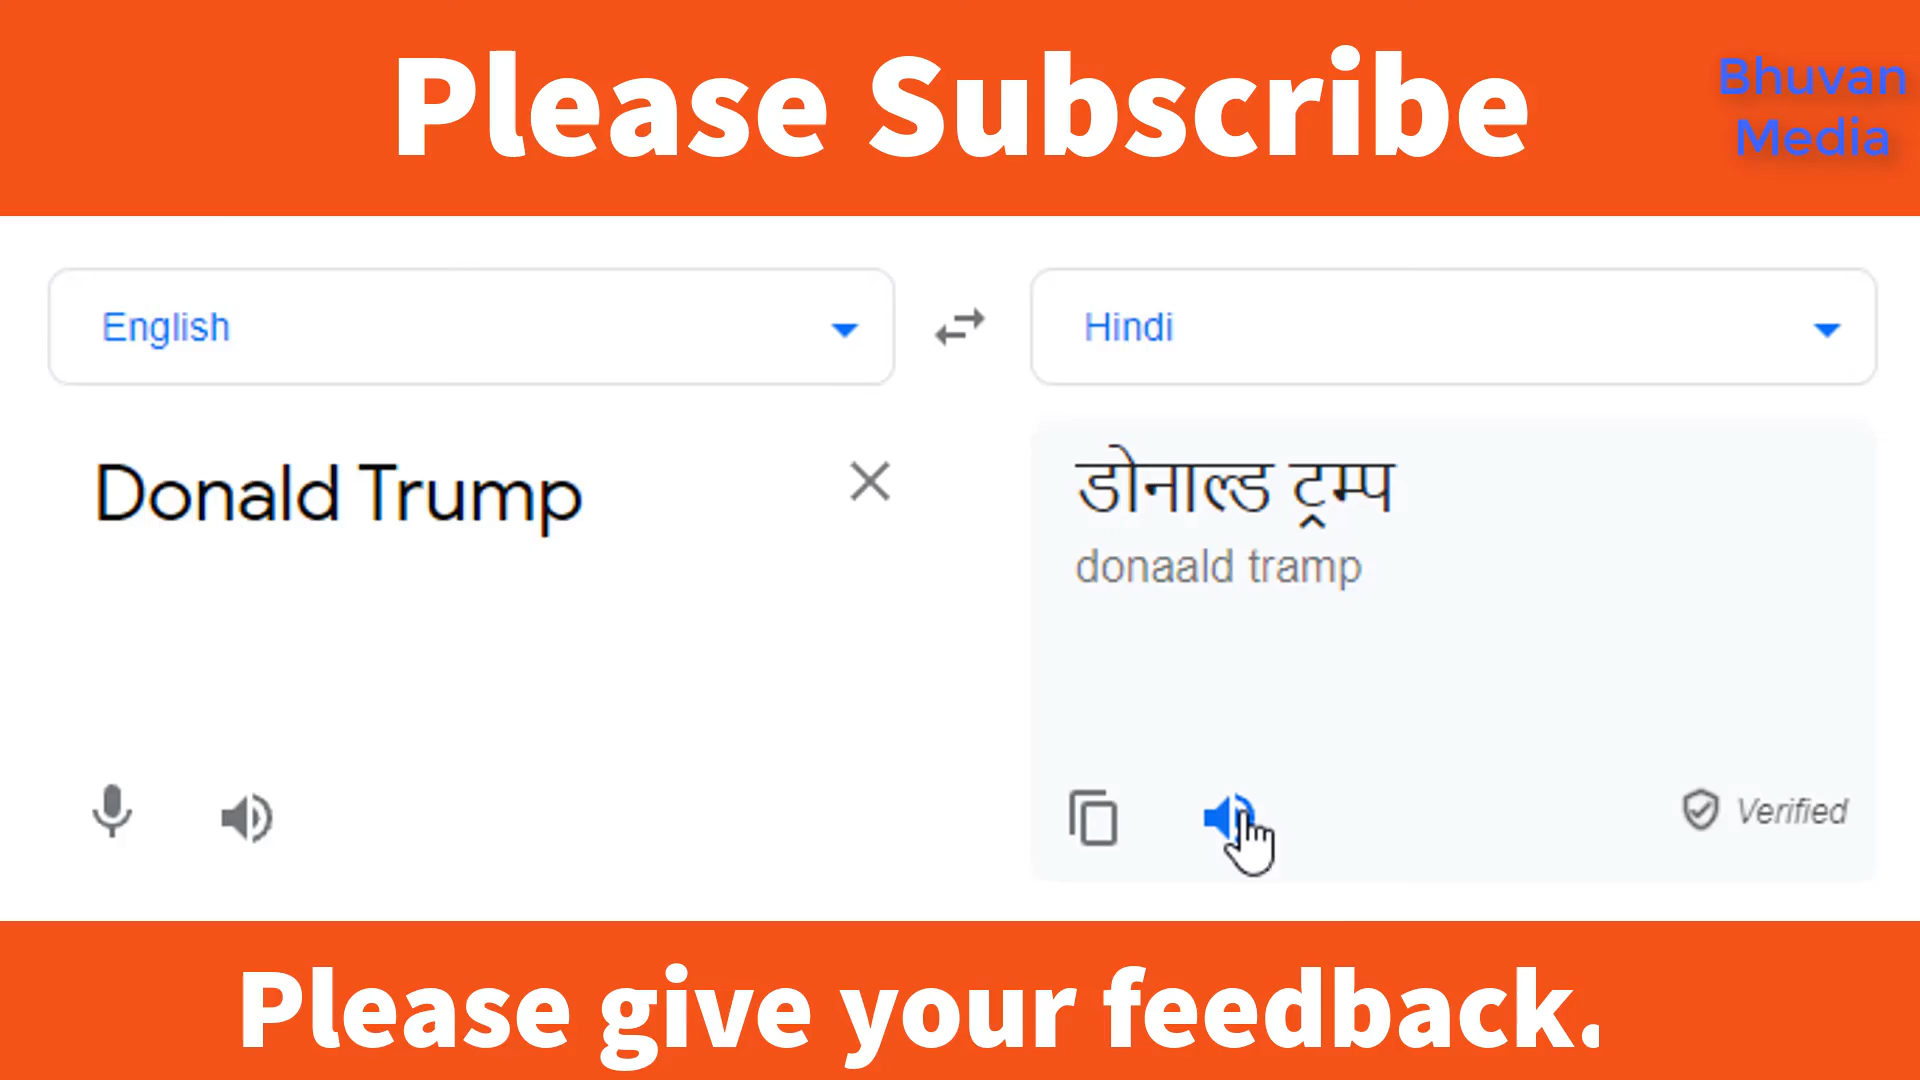 Please Subscribe
Bhuvan
Media
English
Hindi
Donald Trump
डोनाल्ड ट्रम्प
donaald tramp
Verified
Please give your feedback.